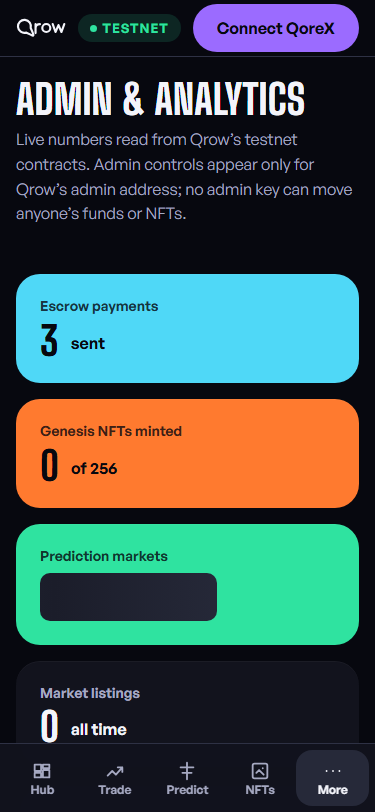 Qrow
TESTNET
Connect QoreX
ADMIN & ANALYTICS
Live numbers read from Qrow’s testnet
contracts. Admin controls appear only for
Qrow’s admin address; no admin key can move
anyone’s funds or NFTs.
Escrow payments
3 sent
Genesis NFTs minted
0 of 256
Prediction markets
Market listings
0 all time
Hub
Trade
Predict
NFTs
More